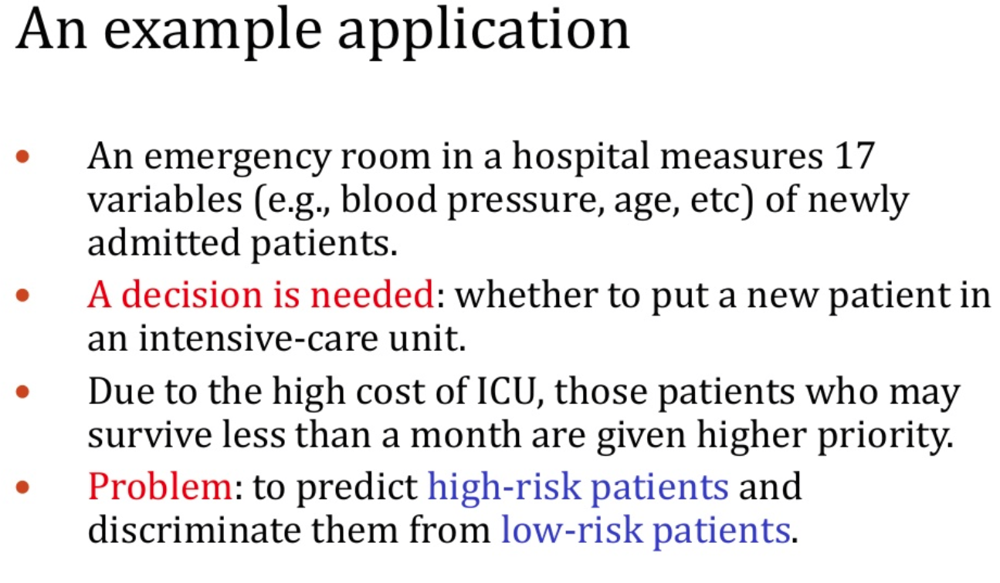 An example application
• An emergency room in a hospital measures 17
variables (e.g., blood pressure, age, etc) of newly
admitted patients.
• A decision is needed: whether to put a new patient in
an intensive-care unit.
• Due to the high cost of ICU, those patients who may
survive less than a month are given higher priority.
• Problem: to predict high-risk patients and
discriminate them from low-risk patients.